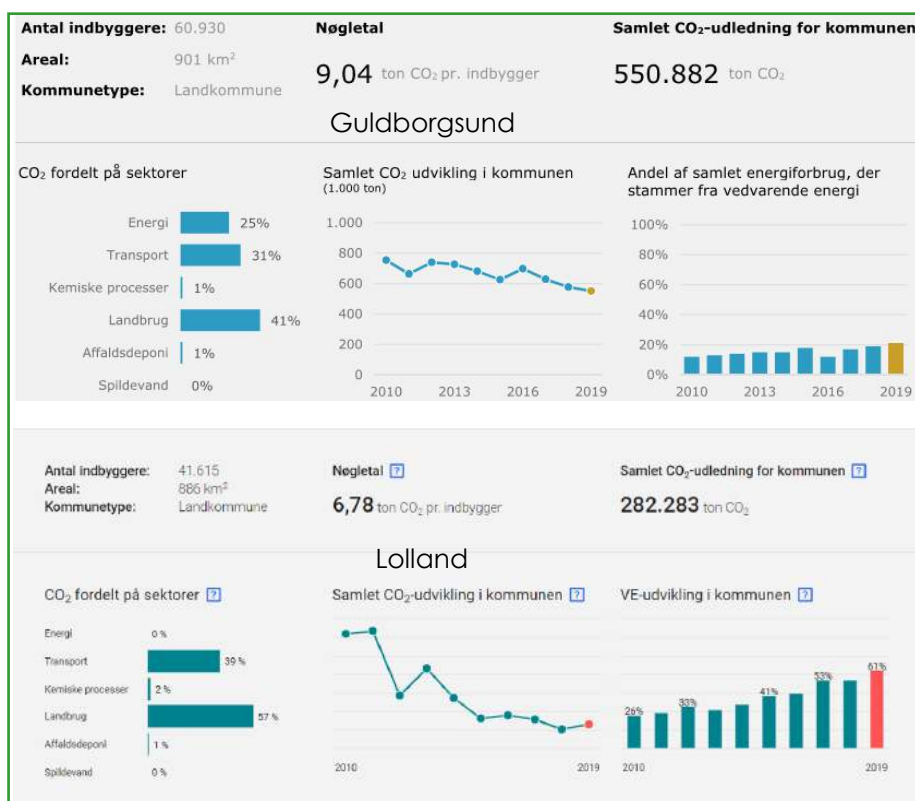 Antal indbyggere: 60.930
Areal: 901 km²
Kommunetype: Landkommune
Nøgletal
9,04 ton CO₂ pr. indbygger
Samlet CO₂-udledning for kommunen
550.882 ton CO₂
Guldborgsund
CO₂ fordelt på sektorer
Energi 25%
Transport 31%
Kemiske processer 1%
Landbrug 41%
Affaldsdeponi 1%
Spildevand 0%
Samlet CO₂ udvikling i kommunen
(1.000 ton)
1.000
800
600
400
200
0
2010 2013 2016 2019
Andel af samlet energiforbrug, der
stammer fra vedvarende energi
100%
80%
60%
40%
20%
0%
2010 2013 2016 2019
Antal indbyggere: 41.615
Areal: 886 km²
Kommunetype: Landkommune
Nøgletal ?
6,78 ton CO₂ pr. indbygger
Samlet CO₂-udledning for kommunen ?
282.283 ton CO₂
Lolland
CO₂ fordelt på sektorer ?
Energi 0 %
Transport 39 %
Kemiske processer 2 %
Landbrug 57 %
Affaldsdeponi 1 %
Spildevand 0 %
Samlet CO₂-udvikling i kommunen ?
2010 2019
VE-udvikling i kommunen ?
26% 33% 41% 53% 61%
2010 2019